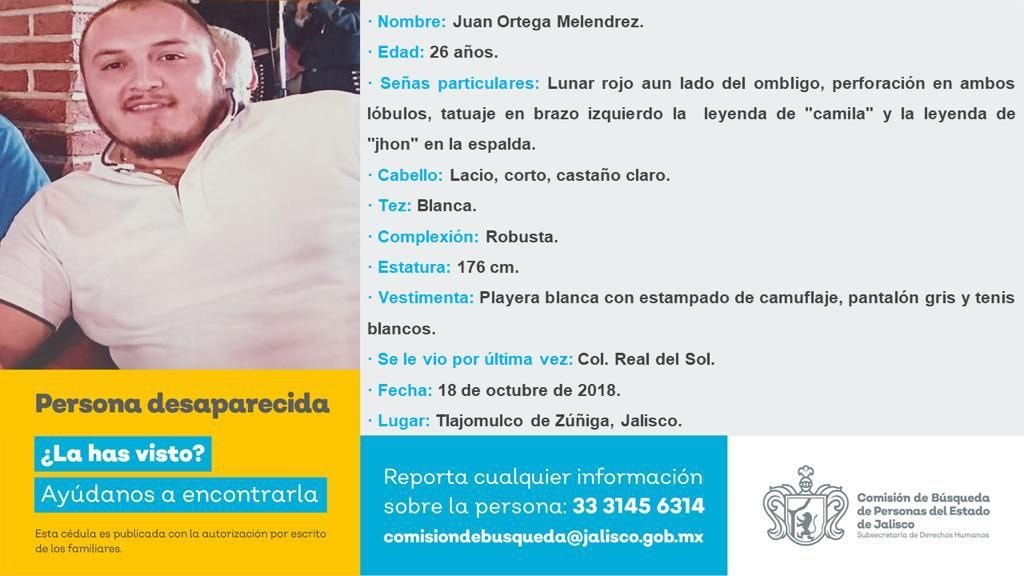 · Nombre: Juan Ortega Melendrez.
· Edad: 26 años.
· Señas particulares: Lunar rojo aun lado del ombligo, perforación en ambos
lóbulos, tatuaje en brazo izquierdo la leyenda de "camila" y la leyenda de
"jhon" en la espalda.
· Cabello: Lacio, corto, castaño claro.
· Tez: Blanca.
· Complexión: Robusta.
· Estatura: 176 cm.
· Vestimenta: Playera blanca con estampado de camuflaje, pantalón gris y tenis
blancos.
· Se le vio por última vez: Col. Real del Sol.
· Fecha: 18 de octubre de 2018.
· Lugar: Tlajomulco de Zúñiga, Jalisco.
Persona desaparecida
¿La has visto?
Ayúdanos a encontrarla
Esta cédula es publicada con la autorización por escrito
de los familiares.
Reporta cualquier información
sobre la persona: 33 3145 6314
comisiondebusqueda@jalisco.gob.mx
Comisión de Búsqueda
de Personas del Estado
de Jalisco
Subsecretaría de Derechos Humanos